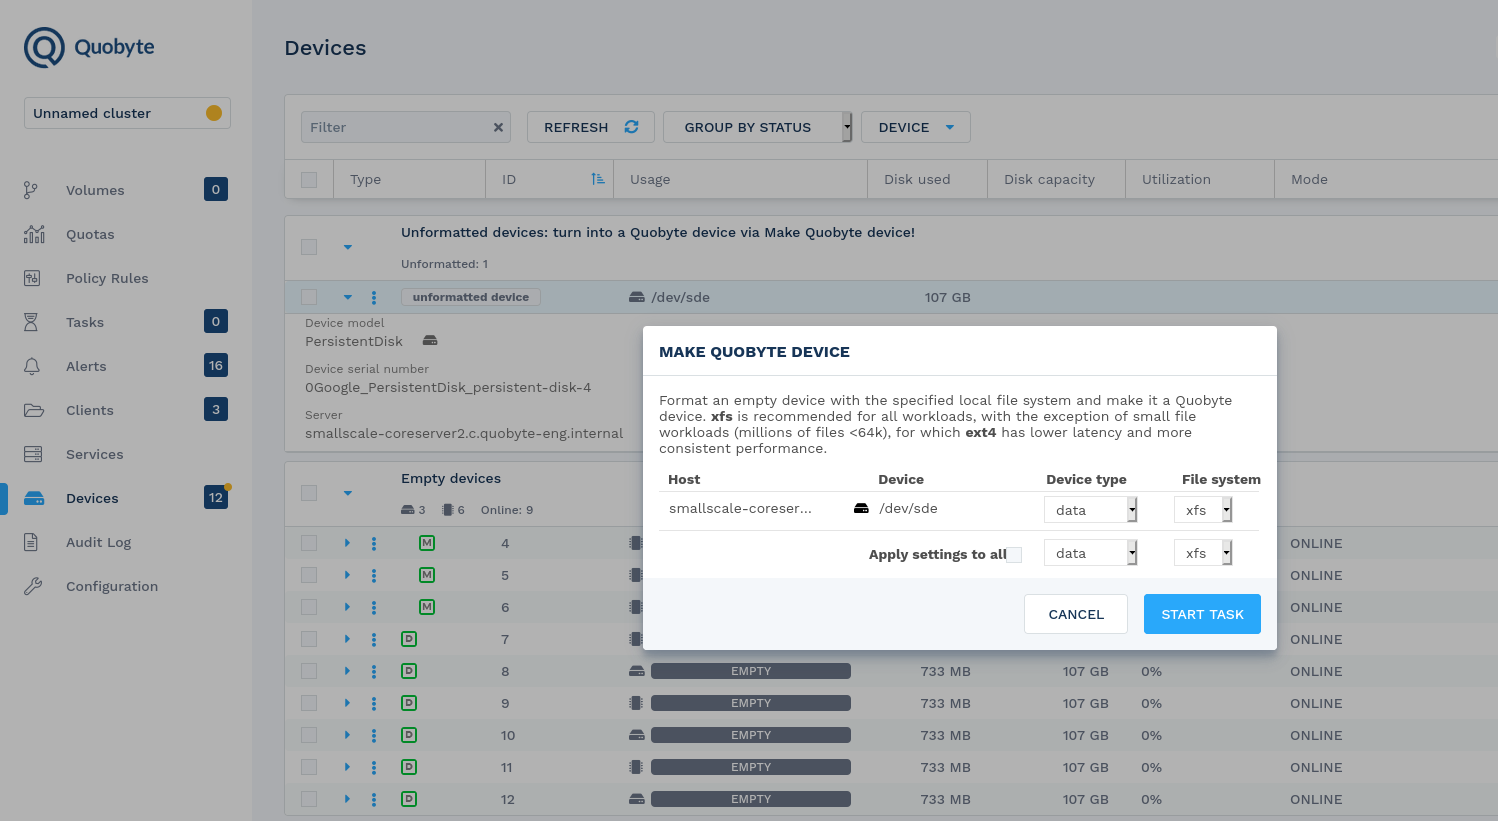 Quobyte
Devices
Unnamed cluster
Filter
REFRESH
GROUP BY STATUS
DEVICE
Type
ID
Usage
Disk used
Disk capacity
Utilization
Mode
Volumes 0
Quotas
Policy Rules
Tasks 0
Alerts 16
Clients 3
Services
Devices 12
Audit Log
Configuration
Unformatted devices: turn into a Quobyte device via Make Quobyte device!
Unformatted: 1
unformatted device /dev/sde 107 GB
Device model
PersistentDisk
Device serial number
0Google_PersistentDisk_persistent-disk-4
Server
smallscale-coreserver2.c.quobyte-eng.internal
Empty devices
3 6 Online: 9
M 4 ONLINE
M 5 ONLINE
M 6 ONLINE
D 7 ONLINE
D 8 EMPTY 733 MB 107 GB 0% ONLINE
D 9 EMPTY 733 MB 107 GB 0% ONLINE
D 10 EMPTY 733 MB 107 GB 0% ONLINE
D 11 EMPTY 733 MB 107 GB 0% ONLINE
D 12 EMPTY 733 MB 107 GB 0% ONLINE
MAKE QUOBYTE DEVICE
Format an empty device with the specified local file system and make it a Quobyte
device. xfs is recommended for all workloads, with the exception of small file
workloads (millions of files <64k), for which ext4 has lower latency and more
consistent performance.
Host Device Device type File system
smallscale-coreser... /dev/sde data xfs
Apply settings to all data xfs
CANCEL
START TASK